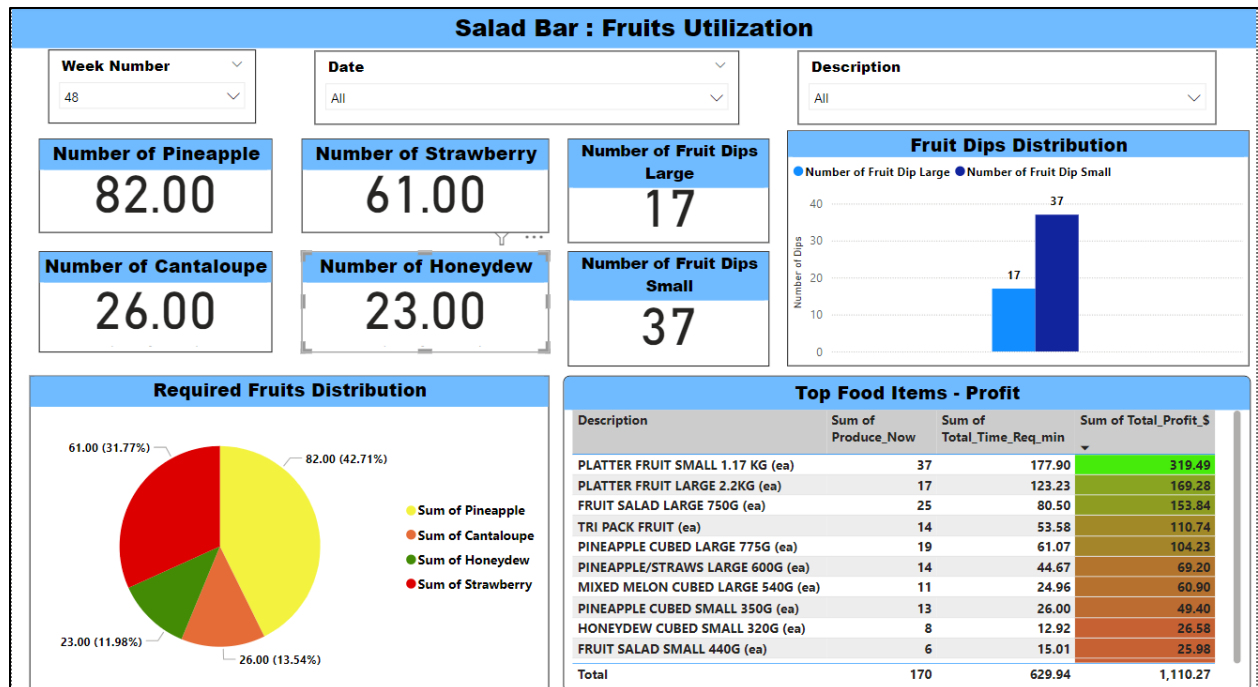 Salad Bar : Fruits Utilization
Week Number
48
Date
All
Description
All
Number of Pineapple
82.00
Number of Strawberry
61.00
Number of Fruit Dips
Large
17
Number of Cantaloupe
26.00
Number of Honeydew
23.00
Number of Fruit Dips
Small
37
Fruit Dips Distribution
Number of Fruit Dip Large Number of Fruit Dip Small
Number of Dips
40
30
20
10
0
17
37
Required Fruits Distribution
61.00 (31.77%)
82.00 (42.71%)
23.00 (11.98%)
26.00 (13.54%)
Sum of Pineapple
Sum of Cantaloupe
Sum of Honeydew
Sum of Strawberry
Top Food Items - Profit
Description Sum of Produce_Now Sum of Total_Time_Req_min Sum of Total_Profit_$
PLATTER FRUIT SMALL 1.17 KG (ea) 37 177.90 319.49
PLATTER FRUIT LARGE 2.2KG (ea) 17 123.23 169.28
FRUIT SALAD LARGE 750G (ea) 25 80.50 153.84
TRI PACK FRUIT (ea) 14 53.58 110.74
PINEAPPLE CUBED LARGE 775G (ea) 19 61.07 104.23
PINEAPPLE/STRAWS LARGE 600G (ea) 14 44.67 69.20
MIXED MELON CUBED LARGE 540G (ea) 11 24.96 60.90
PINEAPPLE CUBED SMALL 350G (ea) 13 26.00 49.40
HONEYDEW CUBED SMALL 320G (ea) 8 12.92 26.58
FRUIT SALAD SMALL 440G (ea) 6 15.01 25.98
Total 170 629.94 1,110.27